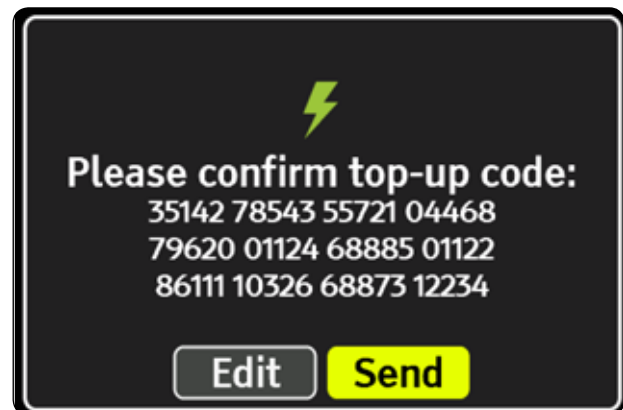 Please confirm top-up code:
35142 78543 55721 04468
79620 01124 68885 01122
86111 10326 68873 12234
Edit Send